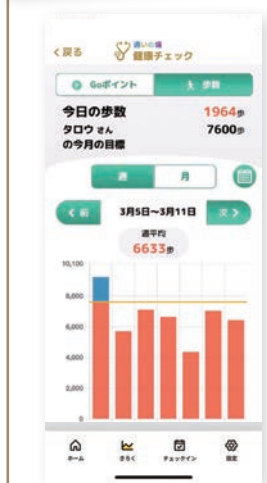 <戻る
通いの場
健康チェック
Goポイント
歩数
今日の歩数 1964歩
タロウ さん
の今月の目標 7600歩
週 月
<前 3月5日〜3月11日 次>
週平均
6633歩
10,100
8,000
6,000
4,000
2,000
0
ホーム きろく チェックイン 設定